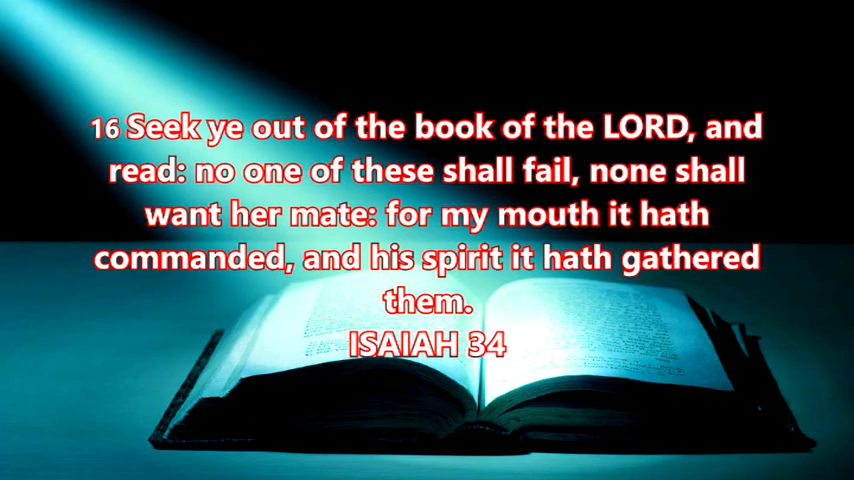 16 Seek ye out of the book of the LORD, and
read: no one of these shall fail, none shall
want her mate: for my mouth it hath
commanded, and his spirit it hath gathered
them.
ISAIAH 34